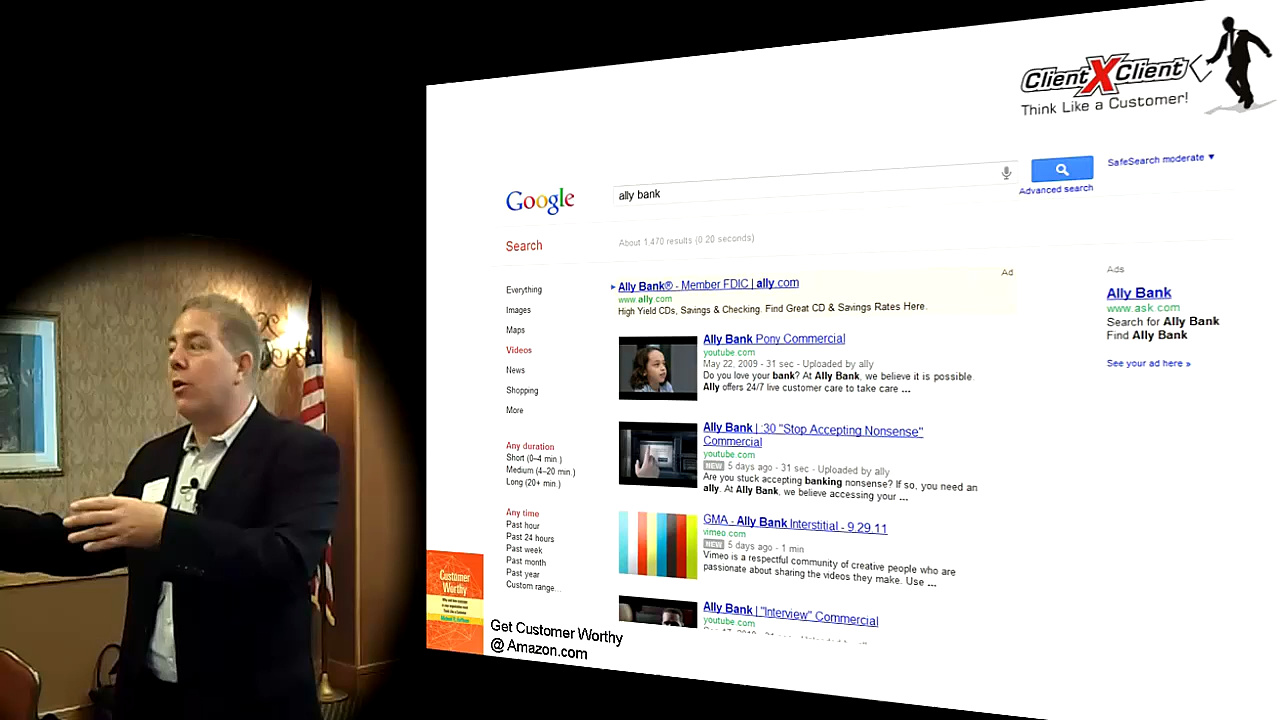 ClientXClient
Think Like a Customer!
Google
ally bank
SafeSearch moderate ▼
Advanced search
Search
About 1,470 results (0.20 seconds)
Everything
Images
Maps
Videos
News
Shopping
More
Any duration
Short (0–4 min.)
Medium (4–20 min.)
Long (20+ min.)
Any time
Past hour
Past 24 hours
Past week
Past month
Past year
Custom range...
Ad
Ally Bank® - Member FDIC | ally.com
www.ally.com
High Yield CDs, Savings & Checking. Find Great CD & Savings Rates Here.
Ally Bank Pony Commercial
youtube.com
May 22, 2009 - 31 sec - Uploaded by ally
Do you love your bank? At Ally Bank, we believe it is possible.
Ally offers 24/7 live customer care to take care ...
Ally Bank | :30 "Stop Accepting Nonsense"
Commercial
youtube.com
NEW 5 days ago - 31 sec - Uploaded by ally
Are you stuck accepting banking nonsense? If so, you need an
ally. At Ally Bank, we believe accessing your ...
GMA - Ally Bank Interstitial - 9.29.11
vimeo.com
NEW 5 days ago - 1 min
Vimeo is a respectful community of creative people who are
passionate about sharing the videos they make. Use ...
Ally Bank | "Interview" Commercial
youtube.com
Ads
Ally Bank
www.ask.com
Search for Ally Bank
Find Ally Bank
See your ad here »
Customer
Worthy
Get Customer Worthy
@ Amazon.com